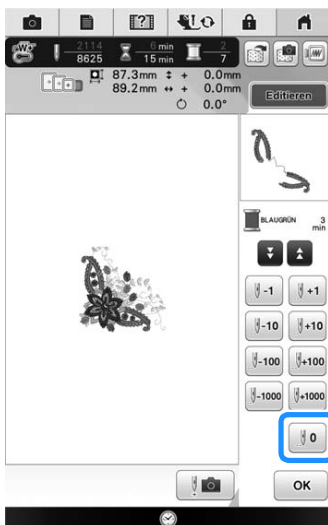 W+
2114
8625
6 min
15 min
2
7
87.3mm ↕ + 0.0mm
89.2mm ↔ + 0.0mm
0.0°
Editieren
BLAUGRÜN 3
min
-1 +1
-10 +10
-100 +100
-1000 +1000
0
OK